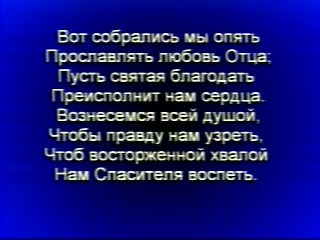 Вот собрались мы опять
Прославлять любовь Отца;
Пусть святая благодать
Преисполнит нам сердца.
Вознесемся всей душой,
Чтобы правду нам узреть,
Чтоб восторженной хвалой
Нам Спасителя воспеть.